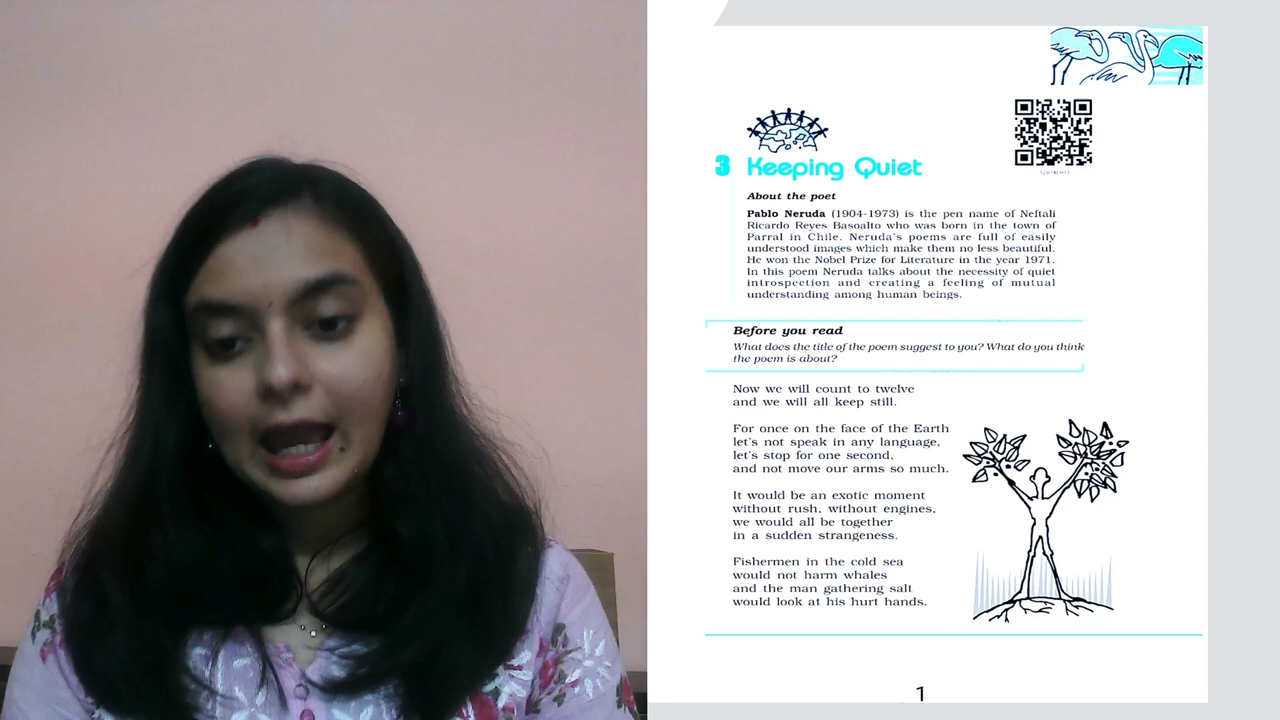 3 Keeping Quiet
About the poet
Pablo Neruda (1904-1973) is the pen name of Neftali
Ricardo Reyes Basoalto who was born in the town of
Parral in Chile. Neruda's poems are full of easily
understood images which make them no less beautiful.
He won the Nobel Prize for Literature in the year 1971.
In this poem Neruda talks about the necessity of quiet
introspection and creating a feeling of mutual
understanding among human beings.
Before you read
What does the title of the poem suggest to you? What do you think
the poem is about?
Now we will count to twelve
and we will all keep still.
For once on the face of the Earth
let's not speak in any language,
let's stop for one second,
and not move our arms so much.
It would be an exotic moment
without rush, without engines,
we would all be together
in a sudden strangeness.
Fishermen in the cold sea
would not harm whales
and the man gathering salt
would look at his hurt hands.
1